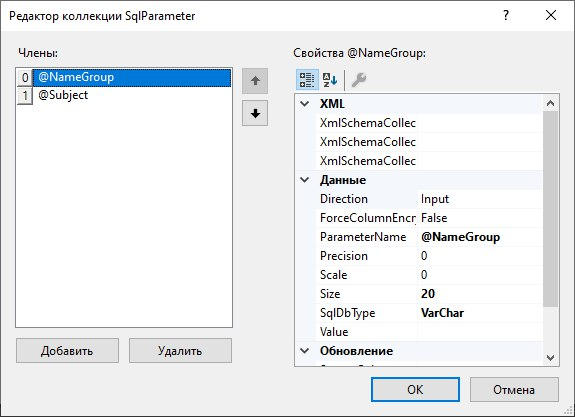 Редактор коллекции SqlParameter
Члены:
0 @NameGroup
1 @Subject
Добавить
Удалить
Свойства @NameGroup:
XML
XmlSchemaCollec
XmlSchemaCollec
XmlSchemaCollec
Данные
Direction Input
ForceColumnEncr False
ParameterName @NameGroup
Precision 0
Scale 0
Size 20
SqlDbType VarChar
Value
Обновление
OK
Отмена